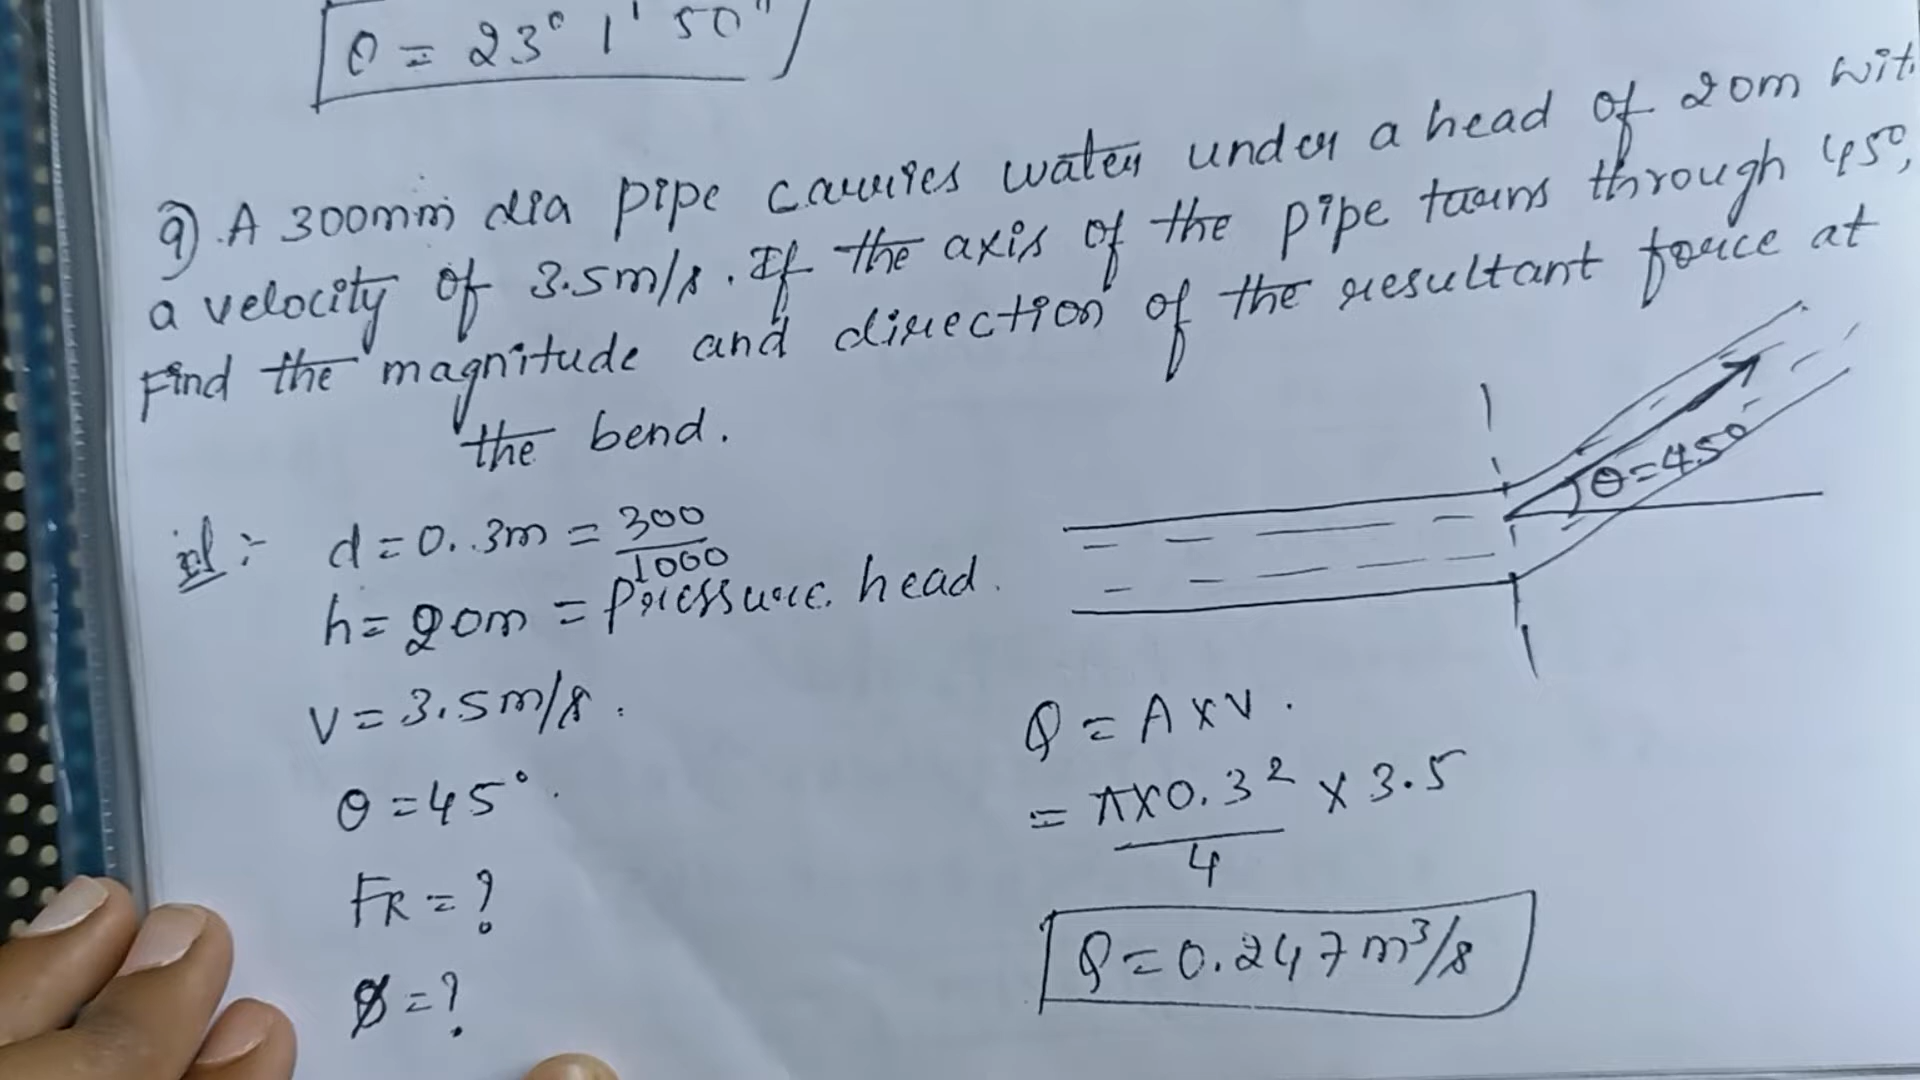 θ = 23° 1' 50"
9) A 300mm dia pipe carries water under a head of 20m wit
a velocity of 3.5m/s. If the axis of the pipe turns through 45°,
Find the magnitude and direction of the resultant force at
the bend.
θ=45°
d = 0.3m = 300/1000
h = 20m = Pressure head.
V = 3.5m/s.
θ = 45°.
FR = ?
Ø = ?
Q = A x V.
= π x 0.3² / 4 x 3.5
Q = 0.247 m³/s